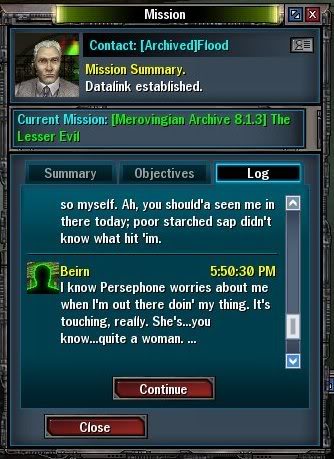 Mission
Contact: [Archived]Flood
Mission Summary.
Datalink established.
Current Mission: [Merovingian Archive 8.1.3] The
Lesser Evil
Summary Objectives Log
so myself. Ah, you should'a seen me in
there today; poor starched sap didn't
know what hit 'im.
Beirn 5:50:30 PM
I know Persephone worries about me
when I'm out there doin' my thing. It's
touching, really. She's...you
know...quite a woman. ...
Continue
Close